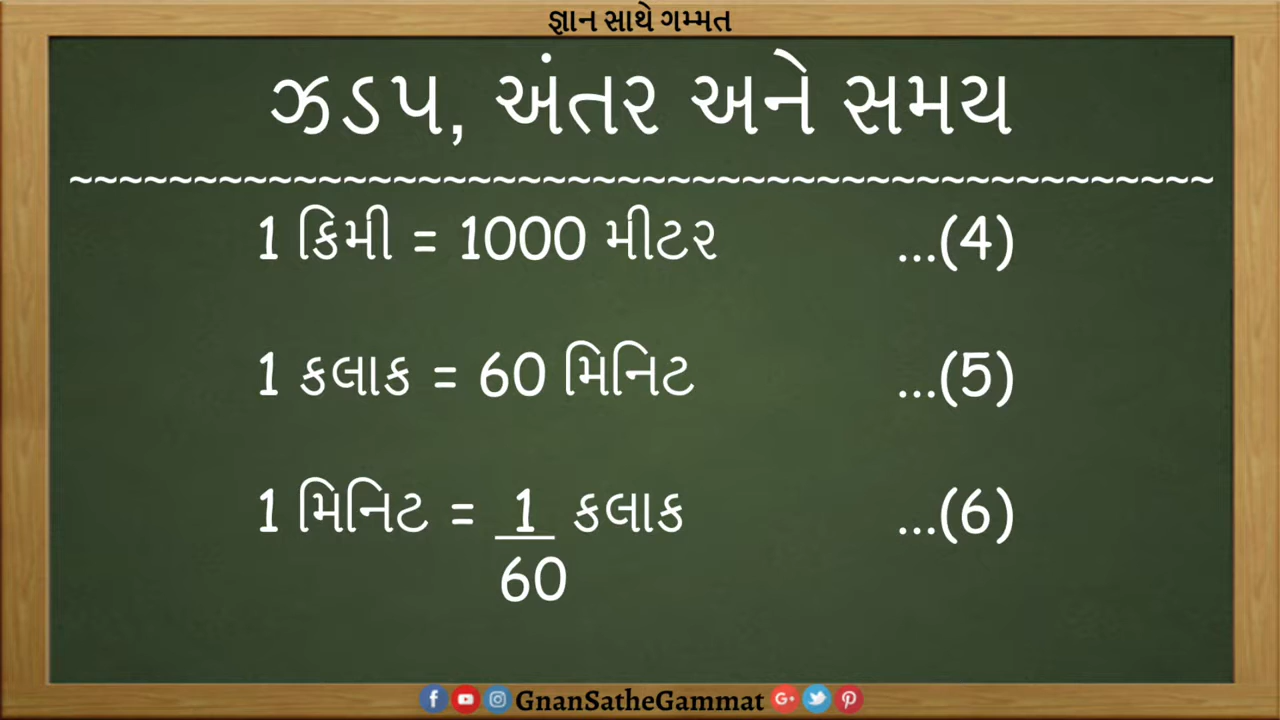 જ્ઞાન સાથે ગમ્મત
ઝડપ, અંતર અને સમય
~~~~~~~~~~~~~~~~~~~~~~~~~~~~~~~~~~~~~~~~~~~~~
1 કિમી = 1000 મીટર ...(4)
1 કલાક = 60 મિનિટ ...(5)
1 મિનિટ = 1 કલાક ...(6)
60
GnanSatheGammat